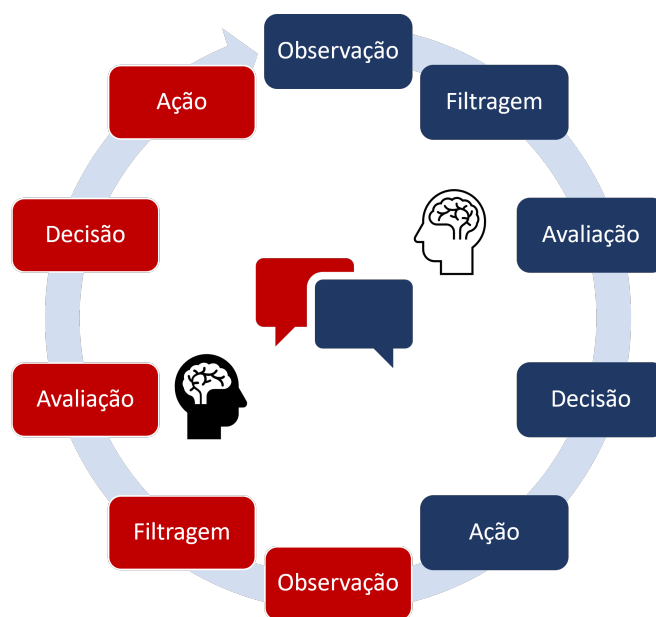 Observação
Filtragem
Avaliação
Decisão
Ação
Observação
Filtragem
Avaliação
Decisão
Ação